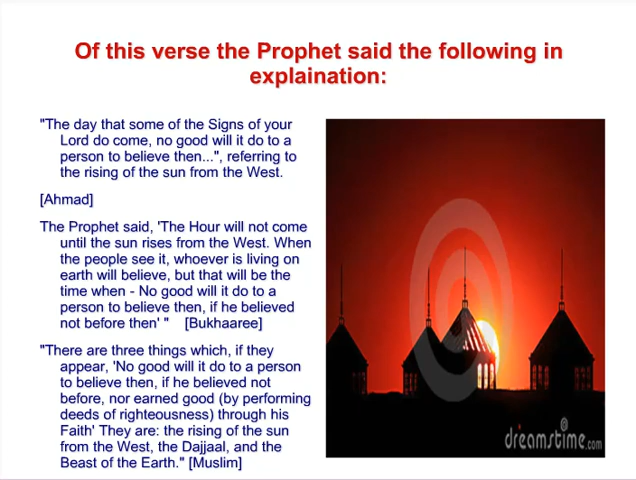 Of this verse the Prophet said the following in
explaination:
"The day that some of the Signs of your
Lord do come, no good will it do to a
person to believe then...", referring to
the rising of the sun from the West.
[Ahmad]
The Prophet said, 'The Hour will not come
until the sun rises from the West. When
the people see it, whoever is living on
earth will believe, but that will be the
time when - No good will it do to a
person to believe then, if he believed
not before then' " [Bukhaaree]
"There are three things which, if they
appear, 'No good will it do to a person
to believe then, if he believed not
before, nor earned good (by performing
deeds of righteousness) through his
Faith' They are: the rising of the sun
from the West, the Dajjaal, and the
Beast of the Earth." [Muslim]
dreamstime.com